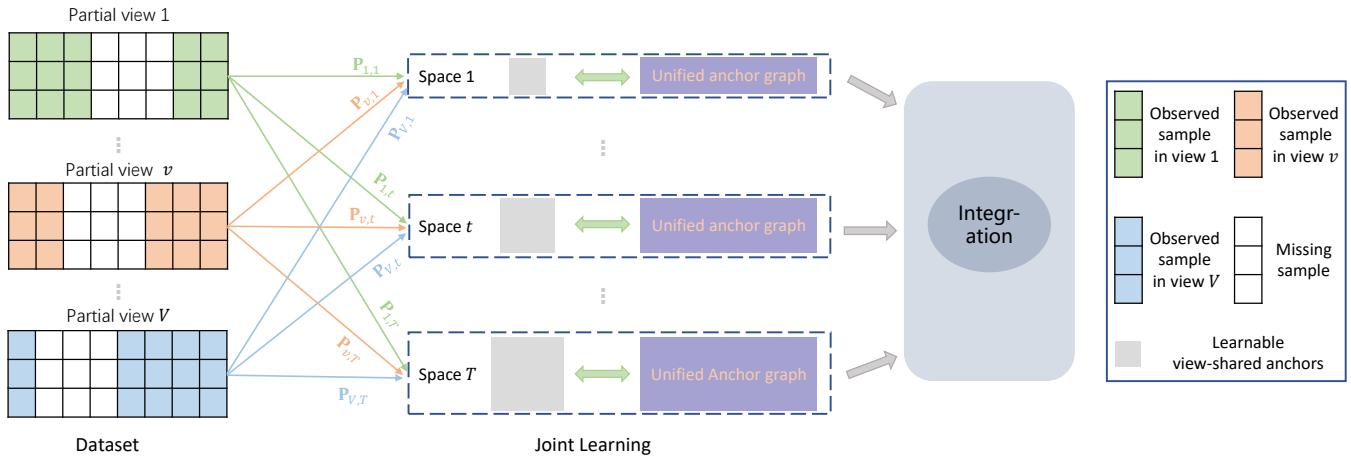 Partial view 1
Partial view v
Partial view V
Dataset
P1,1
Pv,1
PV,1
P1,t
Pv,t
PV,t
P1,T
Pv,T
PV,T
Space 1
Unified anchor graph
Space t
Unified anchor graph
Space T
Unified Anchor graph
Joint Learning
Integr-
ation
Observed
sample
in view 1
Observed
sample
in view v
Observed
sample
in view V
Missing
sample
Learnable
view-shared anchors